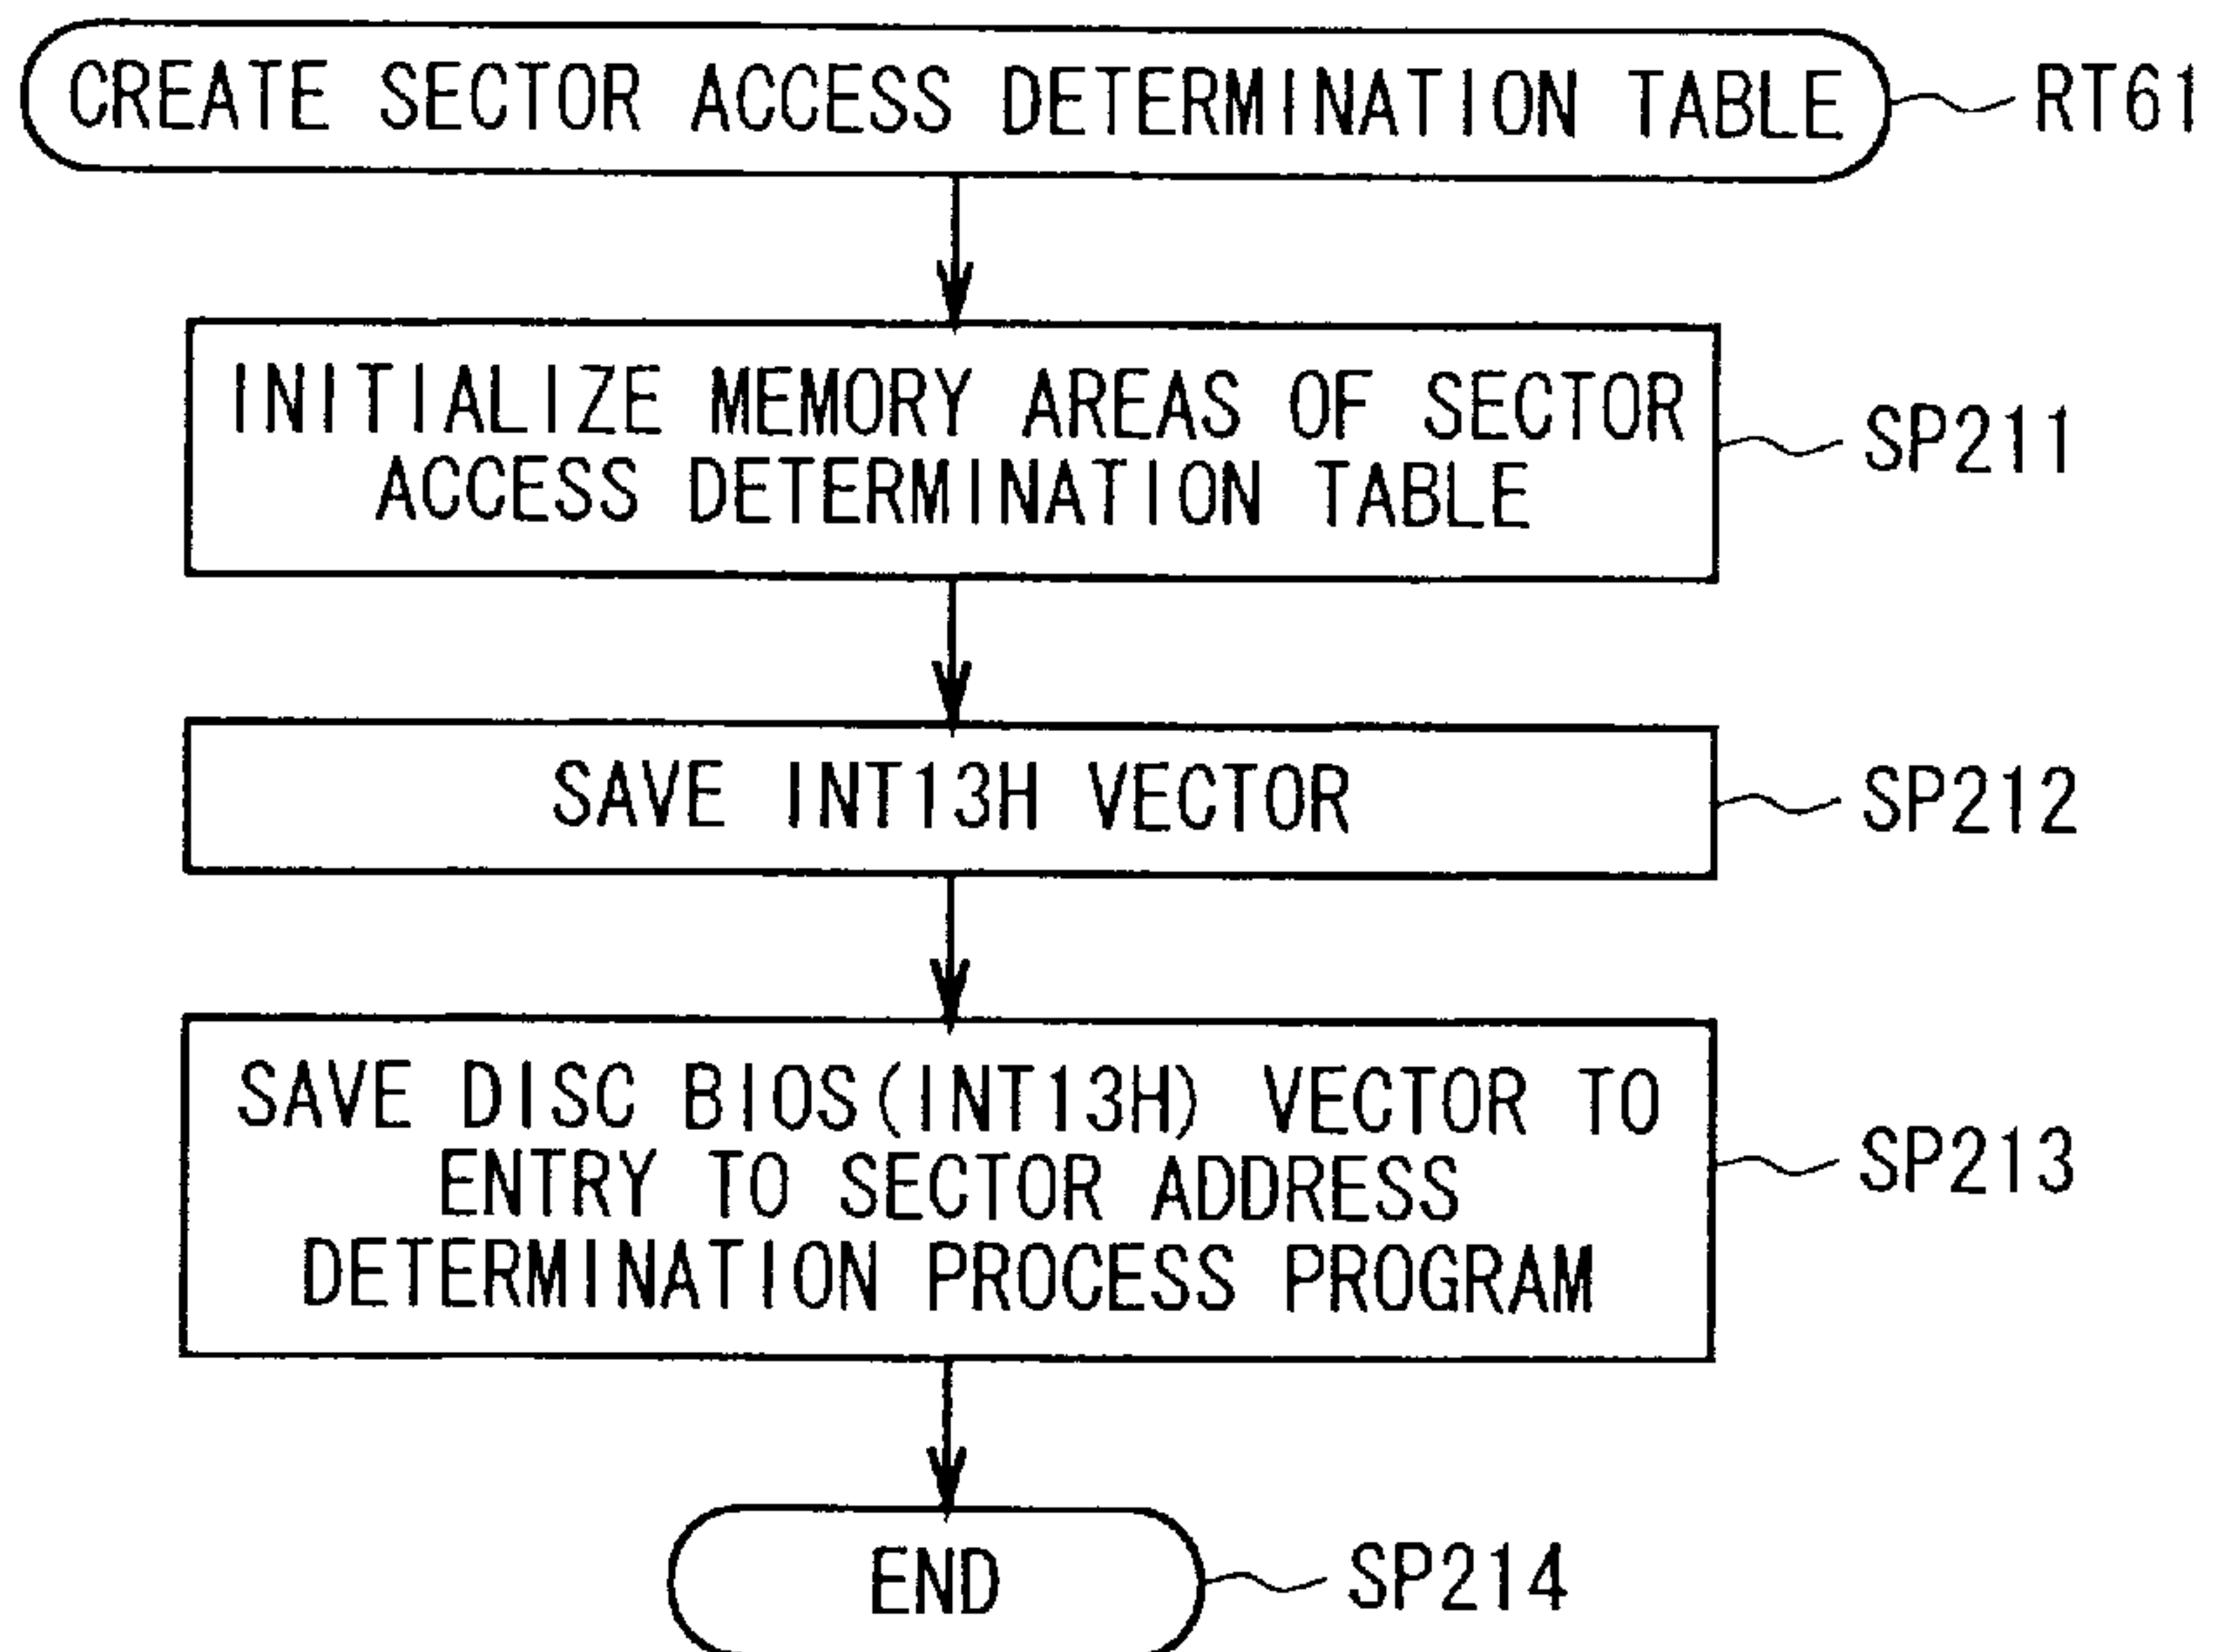 CREATE SECTOR ACCESS DETERMINATION TABLE
RT61
INITIALIZE MEMORY AREAS OF SECTOR
ACCESS DETERMINATION TABLE
SP211
SAVE INT13H VECTOR
SP212
SAVE DISC BIOS(INT13H) VECTOR TO
ENTRY TO SECTOR ADDRESS
DETERMINATION PROCESS PROGRAM
SP213
END
SP214